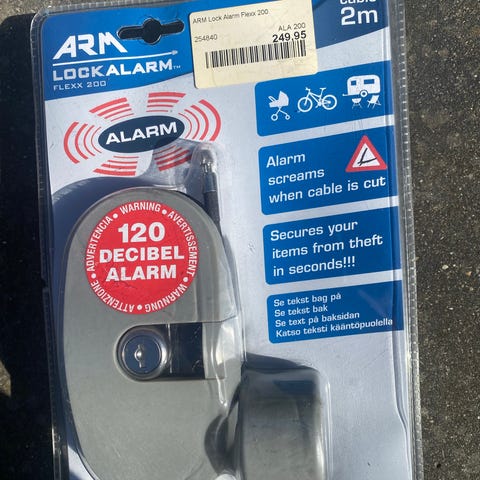 ARM Lock Alarm Flexx 200
254640
ALA 200
249,95
cable
2m
ARM
LOCKALARM™
FLEXX 200
ALARM
Alarm
screams
when cable is cut
ADVERTENCIA • WARNING • AVERTISSEMENT • WARNUNG • ATTENZIONE •
120
DECIBEL
ALARM
Secures your
items from theft
in seconds!!!
Se tekst bag på
Se tekst bak
Se text på baksidan
Katso teksti kääntöpuolella